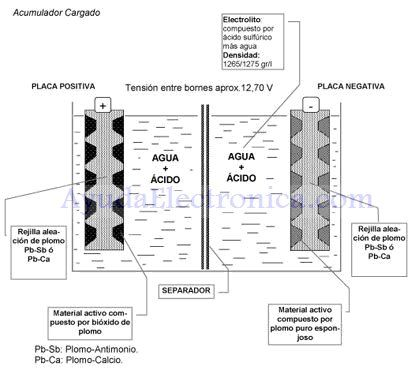 Acumulador Cargado
Electrolito:
compuesto por
ácido sulfúrico
más agua
Densidad:
1265/1275 gr/l
PLACA POSITIVA
Tensión entre bornes aprox.12,70 V
PLACA NEGATIVA
+
-
AGUA
+
ÁCIDO
AGUA
+
ÁCIDO
AyudaElectronica.com
Rejilla alea-
ación de plomo
Pb-Sb ó
Pb-Ca
Rejilla alea-
ción de plomo
Pb-Sb ó
Pb-Ca
SEPARADOR
Material activo com-
puesto por bióxido de
plomo
Material activo
compuesto por
plomo puro espon-
joso
Pb-Sb: Plomo-Antimonio.
Pb-Ca: Plomo-Calcio.